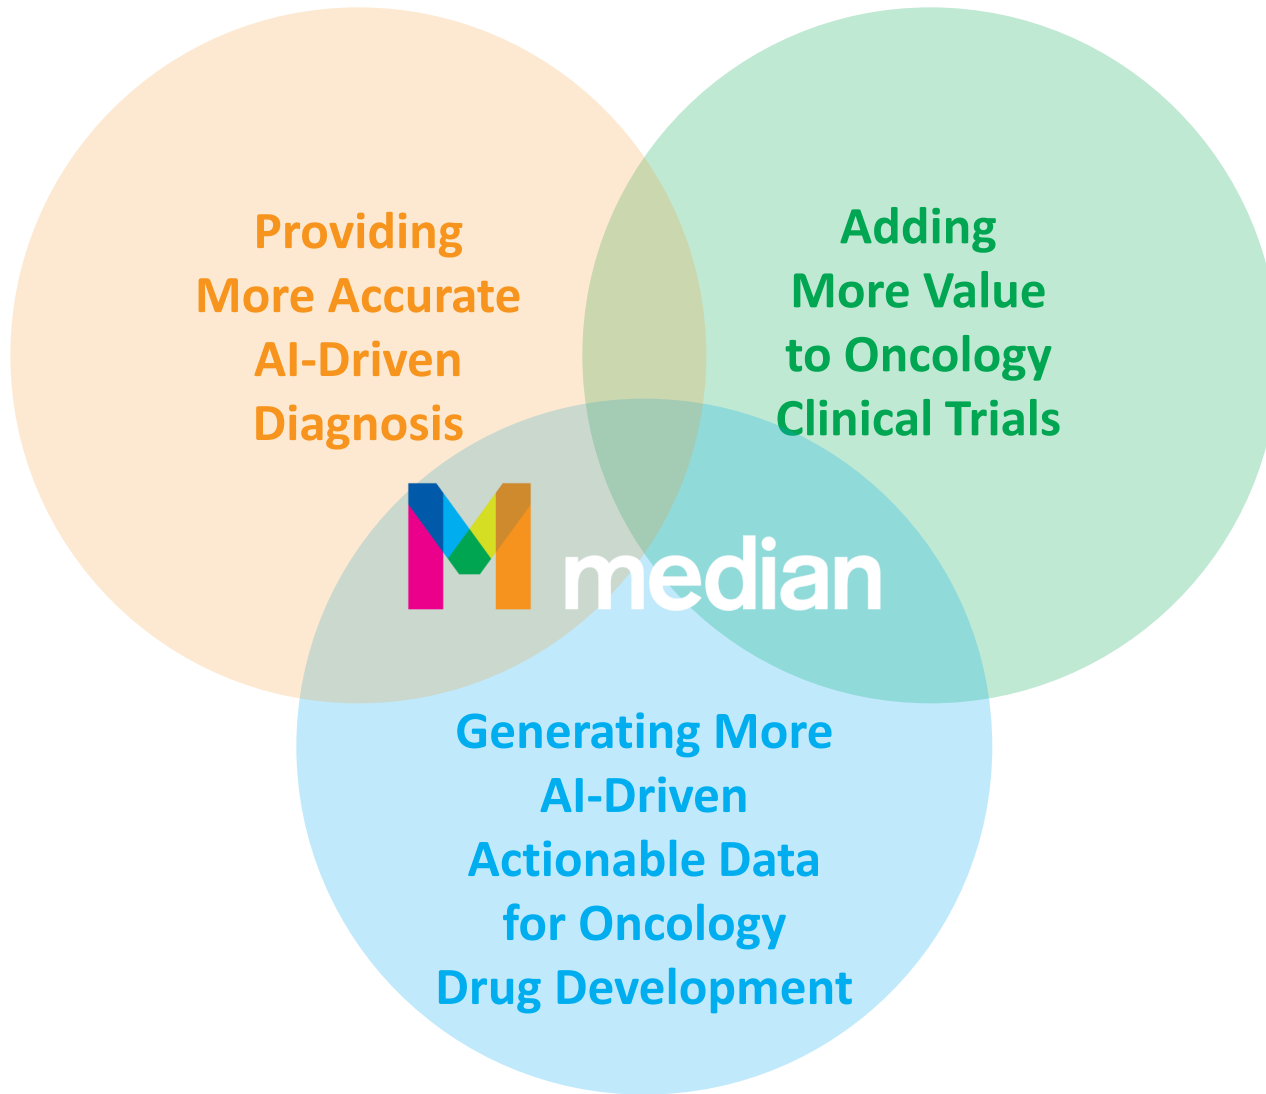 Providing
More Accurate
AI-Driven
Diagnosis
Adding
More Value
to Oncology
Clinical Trials
M median
Generating More
AI-Driven
Actionable Data
for Oncology
Drug Development